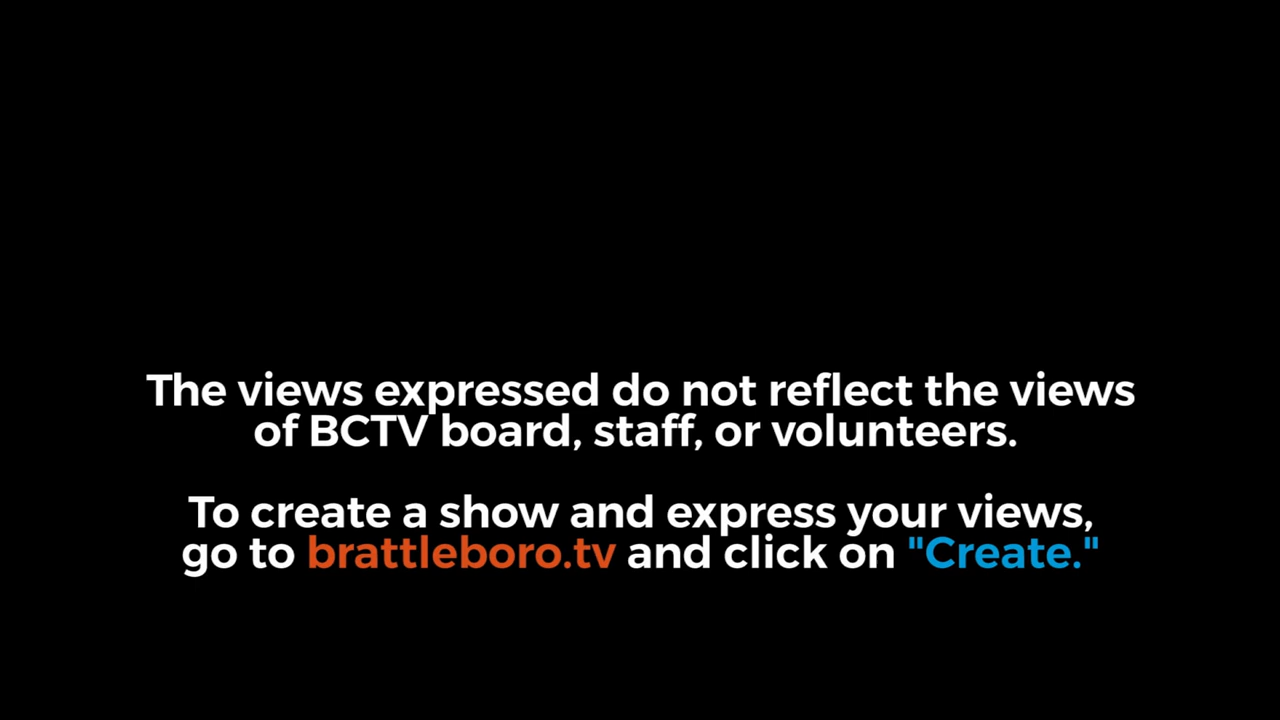 The views expressed do not reflect the views
of BCTV board, staff, or volunteers.
To create a show and express your views,
go to brattleboro.tv and click on "Create."